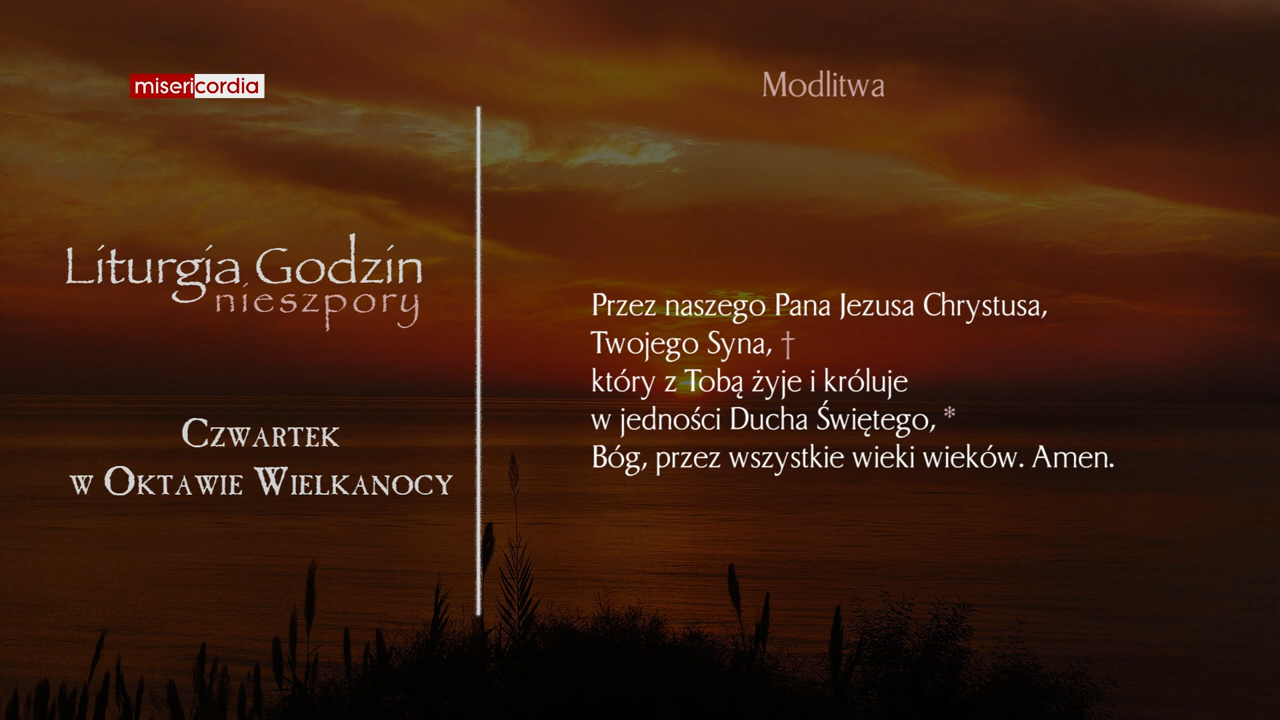 misericordia
Modlitwa
Liturgia Godzin
nieszpory
Czwartek
w Oktawie Wielkanocy
Przez naszego Pana Jezusa Chrystusa,
Twojego Syna, †
który z Tobą żyje i króluje
w jedności Ducha Świętego, *
Bóg, przez wszystkie wieki wieków. Amen.